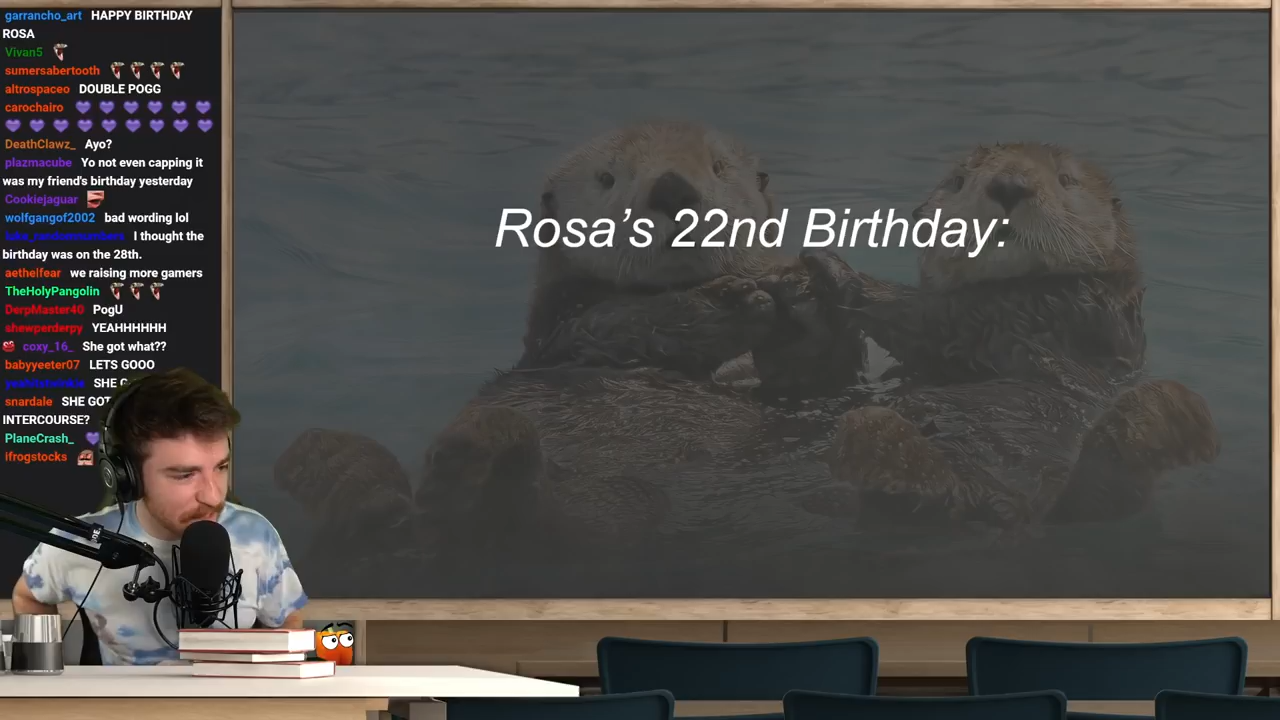 garrancho_art HAPPY BIRTHDAY
ROSA
Vivan5
sumersabertooth
altrospaceo DOUBLE POGG
carochairo
DeathClawz_ Ayo?
plazmacube Yo not even capping it
was my friend's birthday yesterday
Cookiejaguar
wolfgangof2002 bad wording lol
I thought the
birthday was on the 28th.
aethelfear we raising more gamers
TheHolyPangolin
DerpMaster40 PogU
shewperderpy YEAHHHHHH
coxy_16_ She got what??
babyyeeter07 LETS GOOO
SHE
snardale SHE GOT
INTERCOURSE?
PlaneCrash_
ifrogstocks
Rosa’s 22nd Birthday: